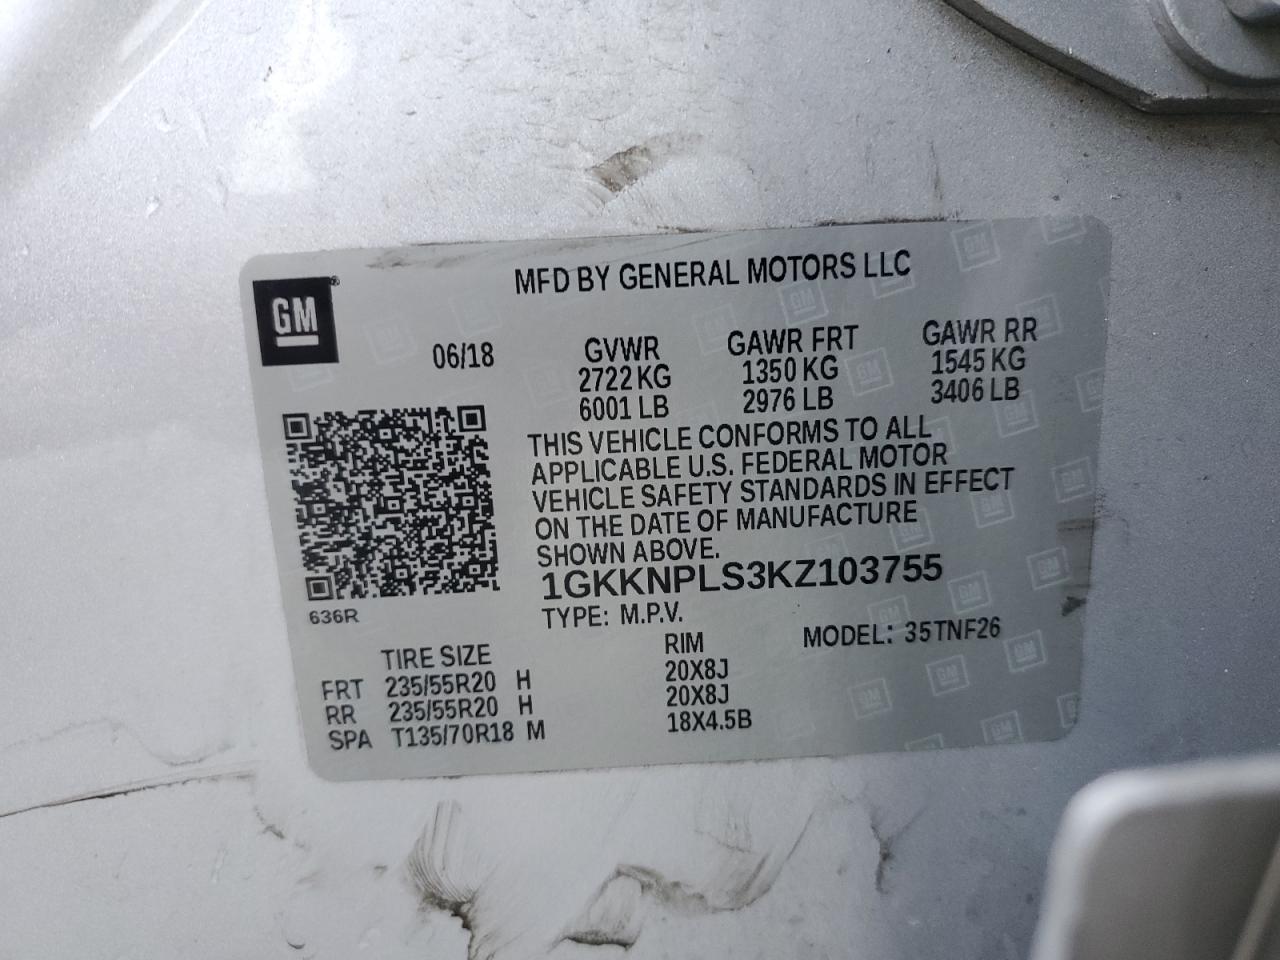 MFD BY GENERAL MOTORS LLC
GM
06/18 GVWR GAWR FRT GAWR RR
2722 KG 1350 KG 1545 KG
6001 LB 2976 LB 3406 LB
THIS VEHICLE CONFORMS TO ALL
APPLICABLE U.S. FEDERAL MOTOR
VEHICLE SAFETY STANDARDS IN EFFECT
ON THE DATE OF MANUFACTURE
SHOWN ABOVE.
1GKKNPLS3KZ103755
636R
TYPE: M.P.V. MODEL: 35TNF26
TIRE SIZE RIM
FRT 235/55R20 H 20X8J
RR 235/55R20 H 20X8J
SPA T135/70R18 M 18X4.5B